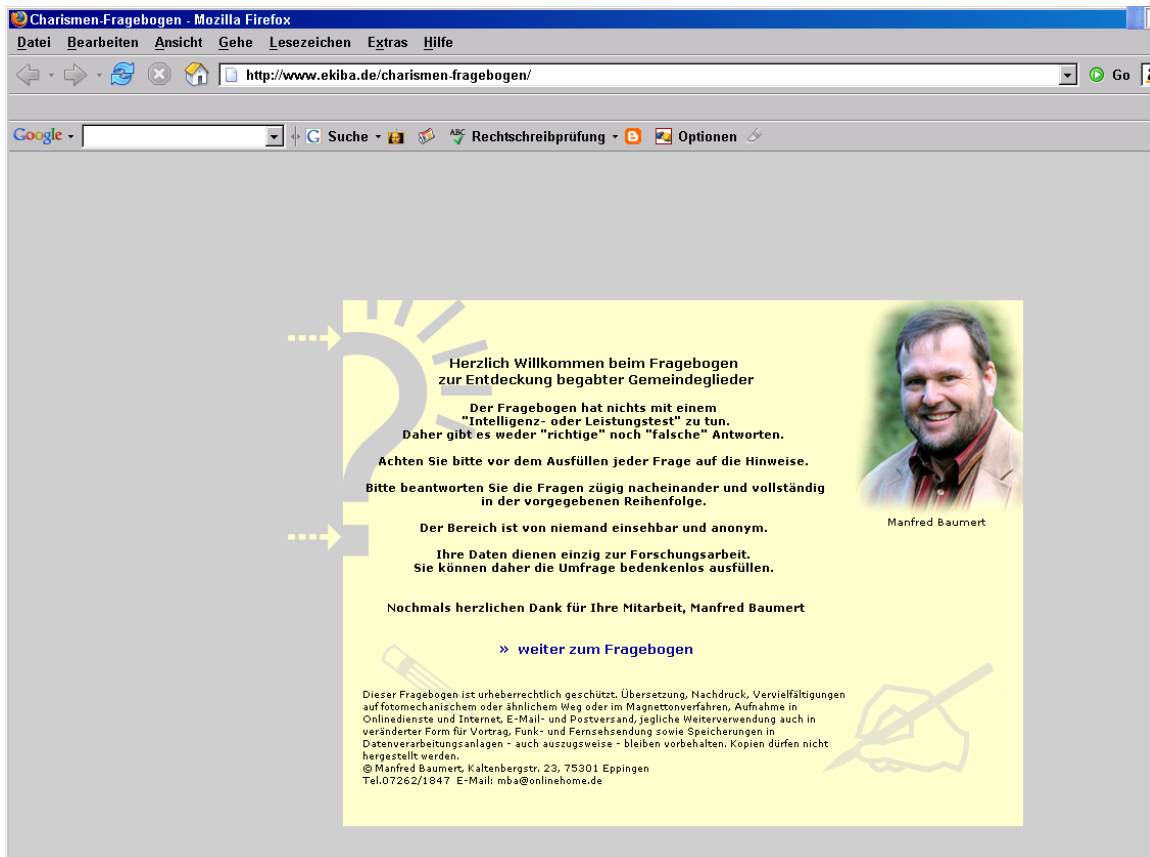 Charismen-Fragebogen - Mozilla Firefox
Datei Bearbeiten Ansicht Gehe Lesezeichen Extras Hilfe
http://www.ekiba.de/charismen-fragebogen/ Go
Google Suche ABC Rechtschreibprüfung Optionen
Herzlich Willkommen beim Fragebogen
zur Entdeckung begabter Gemeindeglieder
Der Fragebogen hat nichts mit einem
"Intelligenz- oder Leistungstest" zu tun.
Daher gibt es weder "richtige" noch "falsche" Antworten.
Achten Sie bitte vor dem Ausfüllen jeder Frage auf die Hinweise.
Bitte beantworten Sie die Fragen zügig nacheinander und vollständig
in der vorgegebenen Reihenfolge.
Der Bereich ist von niemand einsehbar und anonym.
Ihre Daten dienen einzig zur Forschungsarbeit.
Sie können daher die Umfrage bedenkenlos ausfüllen.
Nochmals herzlichen Dank für Ihre Mitarbeit, Manfred Baumert
» weiter zum Fragebogen
Manfred Baumert
Dieser Fragebogen ist urheberrechtlich geschützt. Übersetzung, Nachdruck, Vervielfältigungen
auf fotomechanischem oder ähnlichem Weg oder im Magnettonverfahren, Aufnahme in
Onlinedienste und Internet, E-Mail- und Postversand, jegliche Weiterverwendung auch in
veränderter Form für Vortrag, Funk- und Fernsehsendung sowie Speicherungen in
Datenverarbeitungsanlagen - auch auszugsweise - bleiben vorbehalten. Kopien dürfen nicht
hergestellt werden.
© Manfred Baumert, Kaltenbergstr. 23, 75301 Eppingen
Tel.07262/1847 E-Mail: mba@onlinehome.de